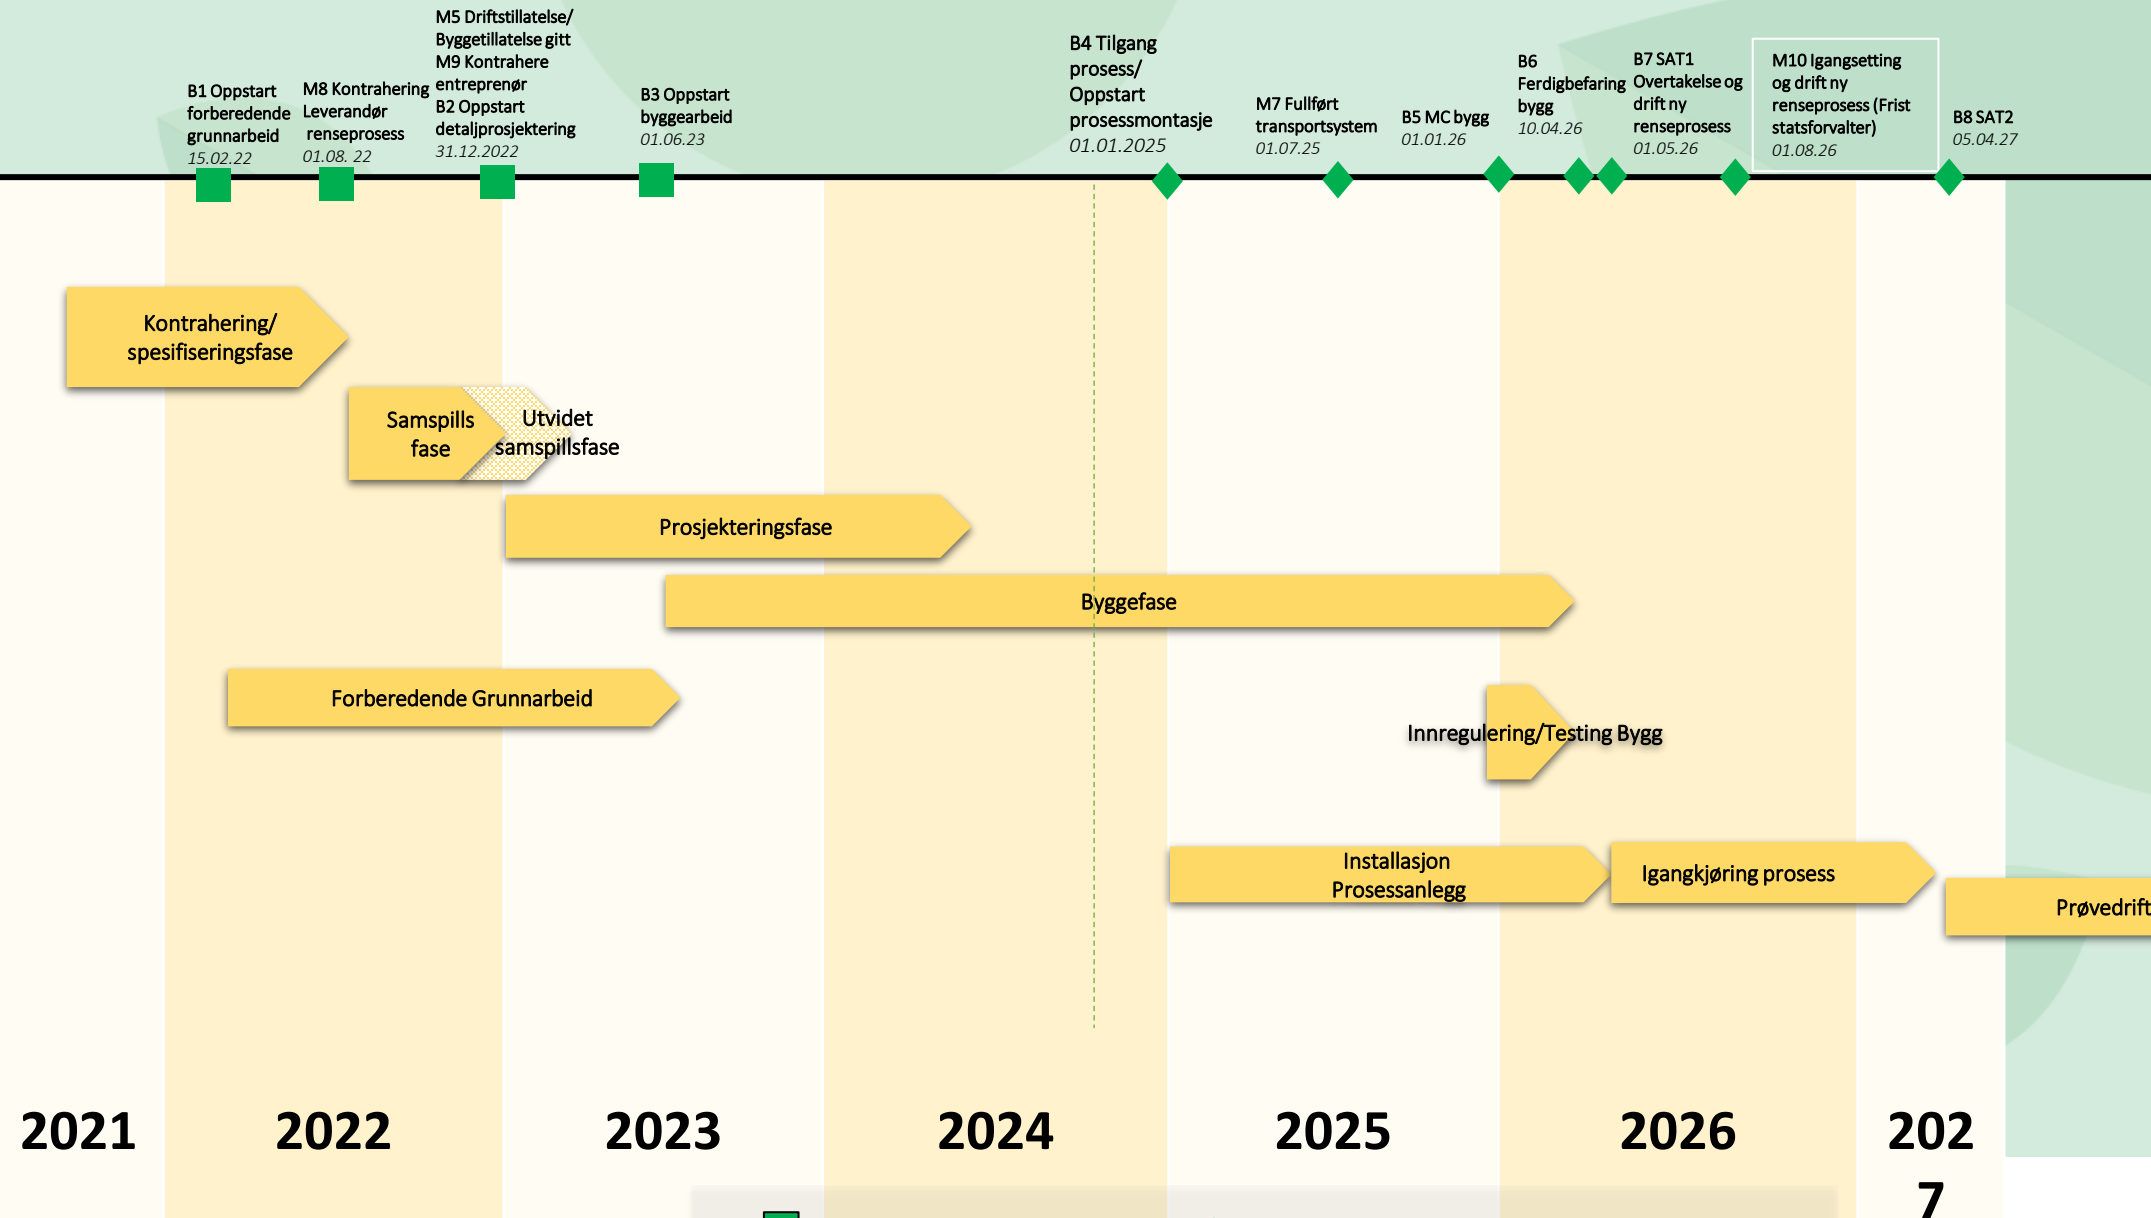 B1 Oppstart
forberedende
grunnarbeid
15.02.22
M8 Kontrahering
Leverandør
renseprosess
01.08. 22
M5 Driftstillatelse/
Byggetillatelse gitt
M9 Kontrahere
entreprenør
B2 Oppstart
detaljprosjektering
31.12.2022
B3 Oppstart
byggearbeid
01.06.23
B4 Tilgang
prosess/
Oppstart
prosessmontasje
01.01.2025
M7 Fullført
transportsystem
01.07.25
B5 MC bygg
01.01.26
B6
Ferdigbefaring
bygg
10.04.26
B7 SAT1
Overtakelse og
drift ny
renseprosess
01.05.26
M10 Igangsetting
og drift ny
renseprosess (Frist
statsforvalter)
01.08.26
B8 SAT2
05.04.27
Kontrahering/
spesifiseringsfase
Samspills
fase
Utvidet
samspillsfase
Prosjekteringsfase
Byggefase
Forberedende Grunnarbeid
Innregulering/Testing Bygg
Installasjon
Prosessanlegg
Igangkjøring prosess
Prøvedrift
2021
2022
2023
2024
2025
2026
202
7